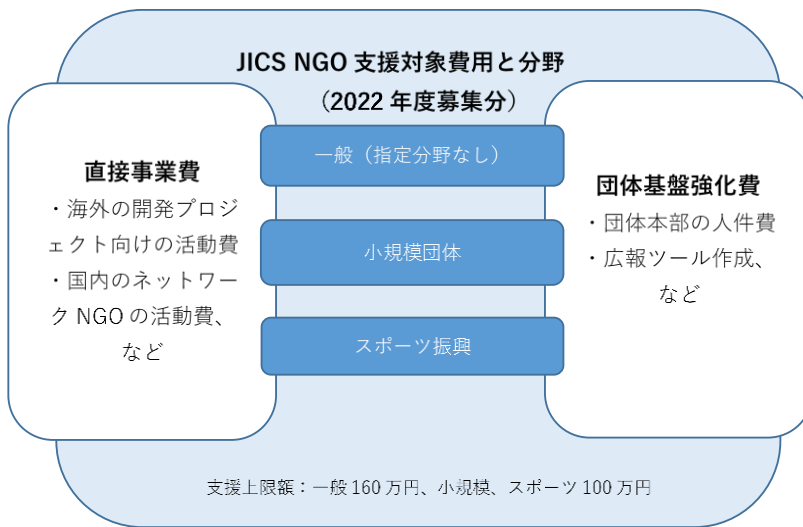 JICS NGO 支援対象費用と分野
（2022 年度募集分）
直接事業費
・海外の開発プロジ
ェクト向けの活動費
・国内のネットワー
ク NGO の活動費、
など
一般（指定分野なし）
小規模団体
スポーツ振興
団体基盤強化費
・団体本部の人件費
・広報ツール作成、
など
支援上限額：一般 160 万円、小規模、スポーツ 100 万円